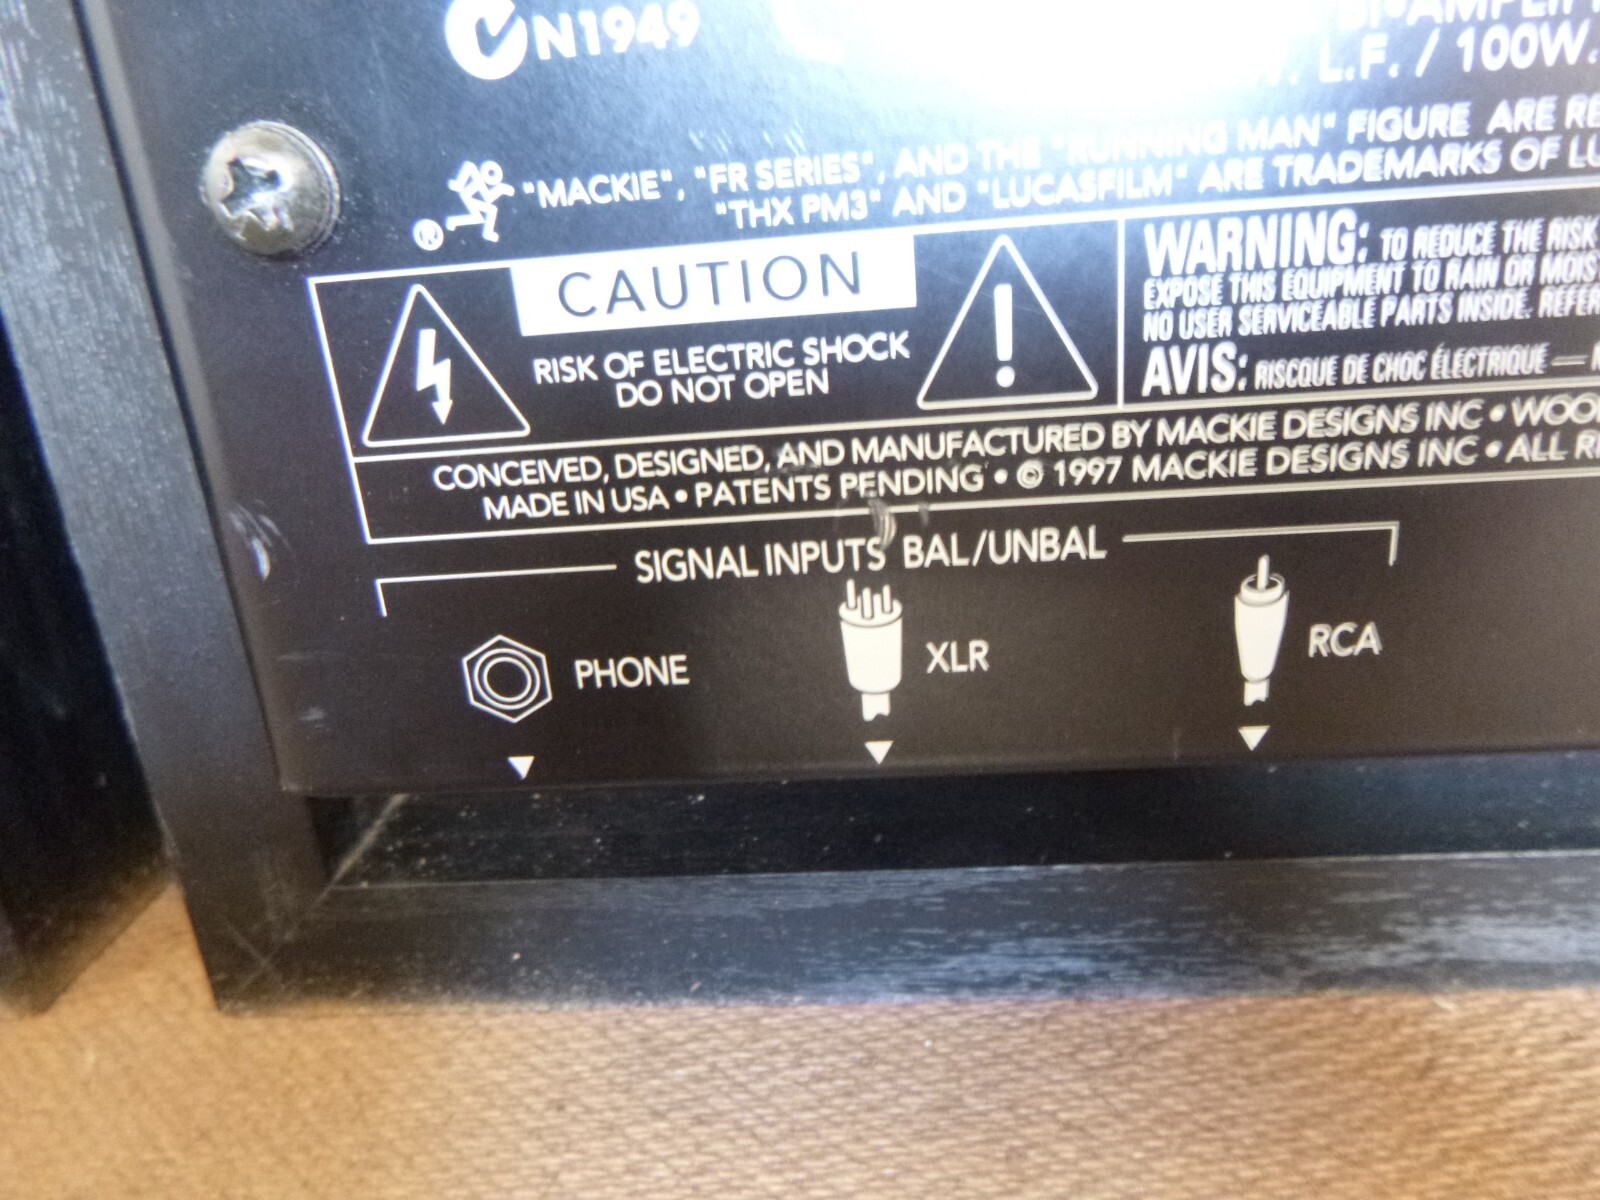 N1949
L.F. / 100W.
® "MACKIE", "FR SERIES", AND THE "RUNNING MAN" FIGURE ARE
"THX PM3" AND "LUCASFILM" ARE TRADEMARKS OF
CAUTION
RISK OF ELECTRIC SHOCK
DO NOT OPEN
WARNING: TO REDUCE THE RISK
EXPOSE THIS EQUIPMENT TO RAIN OR
NO USER SERVICEABLE PARTS INSIDE. REFER
AVIS: RISCQUE DE CHOC ÉLECTRIQUE —
CONCEIVED, DESIGNED, AND MANUFACTURED BY MACKIE DESIGNS INC •
MADE IN USA • PATENTS PENDING • © 1997 MACKIE DESIGNS INC • ALL
SIGNAL INPUTS BAL/UNBAL
PHONE
XLR
RCA